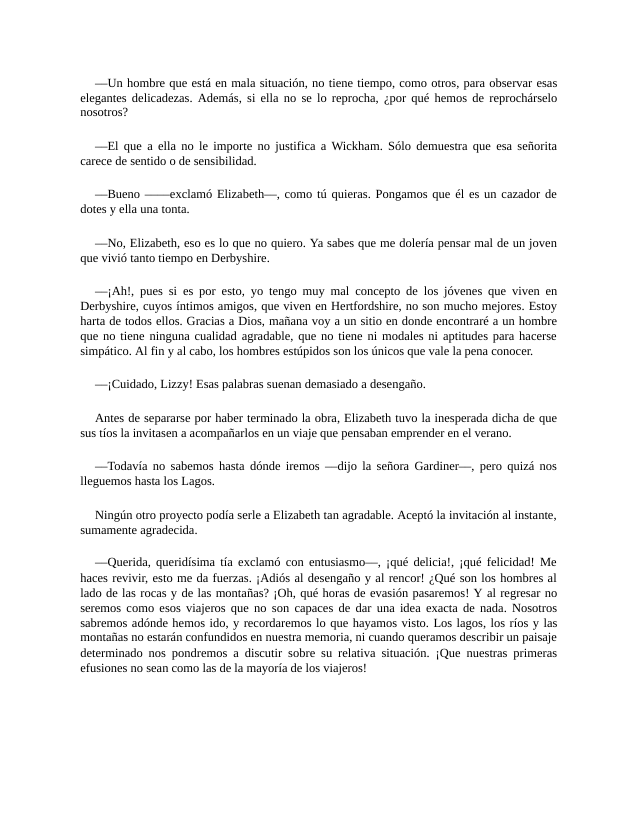 —Un hombre que está en mala situación, no tiene tiempo, como otros, para observar esas
elegantes delicadezas. Además, si ella no se lo reprocha, ¿por qué hemos de reprochárselo
nosotros?
—El que a ella no le importe no justifica a Wickham. Sólo demuestra que esa señorita
carece de sentido o de sensibilidad.
—Bueno ——exclamó Elizabeth—, como tú quieras. Pongamos que él es un cazador de
dotes y ella una tonta.
—No, Elizabeth, eso es lo que no quiero. Ya sabes que me dolería pensar mal de un joven
que vivió tanto tiempo en Derbyshire.
—¡Ah!, pues si es por esto, yo tengo muy mal concepto de los jóvenes que viven en
Derbyshire, cuyos íntimos amigos, que viven en Hertfordshire, no son mucho mejores. Estoy
harta de todos ellos. Gracias a Dios, mañana voy a un sitio en donde encontraré a un hombre
que no tiene ninguna cualidad agradable, que no tiene ni modales ni aptitudes para hacerse
simpático. Al fin y al cabo, los hombres estúpidos son los únicos que vale la pena conocer.
—¡Cuidado, Lizzy! Esas palabras suenan demasiado a desengaño.
Antes de separarse por haber terminado la obra, Elizabeth tuvo la inesperada dicha de que
sus tíos la invitasen a acompañarlos en un viaje que pensaban emprender en el verano.
—Todavía no sabemos hasta dónde iremos —dijo la señora Gardiner—, pero quizá nos
lleguemos hasta los Lagos.
Ningún otro proyecto podía serle a Elizabeth tan agradable. Aceptó la invitación al instante,
sumamente agradecida.
—Querida, queridísima tía exclamó con entusiasmo—, ¡qué delicia!, ¡qué felicidad! Me
haces revivir, esto me da fuerzas. ¡Adiós al desengaño y al rencor! ¿Qué son los hombres al
lado de las rocas y de las montañas? ¡Oh, qué horas de evasión pasaremos! Y al regresar no
seremos como esos viajeros que no son capaces de dar una idea exacta de nada. Nosotros
sabremos adónde hemos ido, y recordaremos lo que hayamos visto. Los lagos, los ríos y las
montañas no estarán confundidos en nuestra memoria, ni cuando queramos describir un paisaje
determinado nos pondremos a discutir sobre su relativa situación. ¡Que nuestras primeras
efusiones no sean como las de la mayoría de los viajeros!